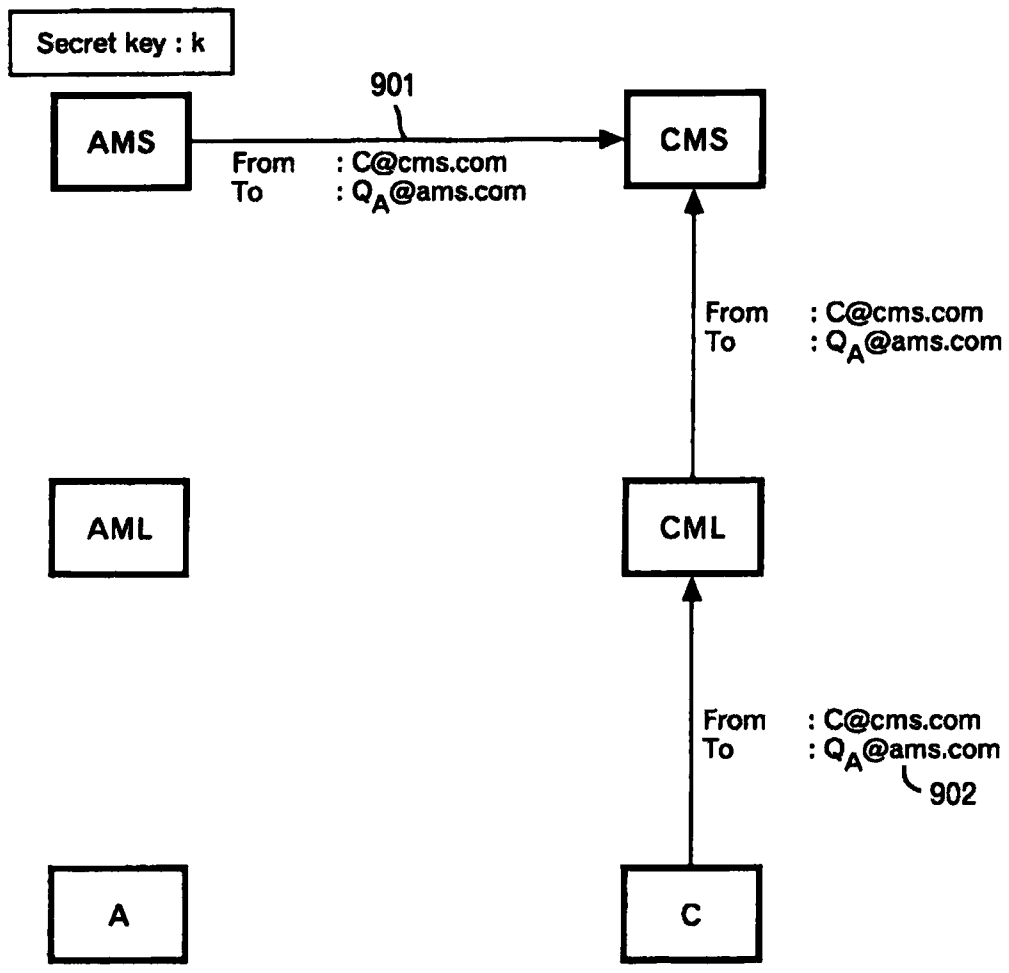 Secret key : k
901
AMS
CMS
From : C@cms.com
To : QA@ams.com
From : C@cms.com
To : QA@ams.com
AML
CML
From : C@cms.com
To : QA@ams.com
902
A
C